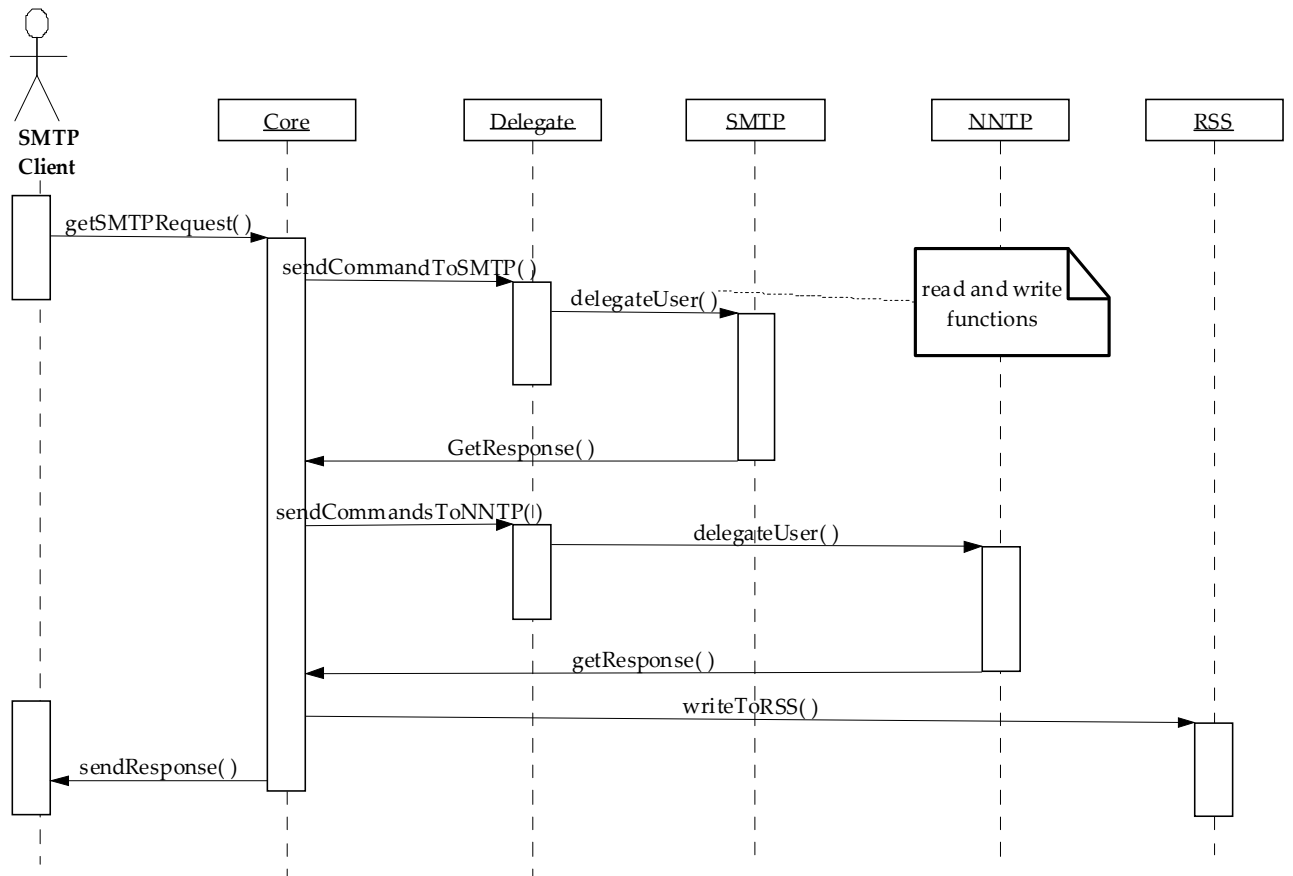 SMTP
Client
Core
Delegate
SMTP
NNTP
RSS
getSMTPRequest( )
sendCommandToSMTP( )
delegateUser( )
read and write
functions
GetResponse( )
sendCommandsToNNTP( )
delegateUser( )
getResponse( )
writeToRSS( )
sendResponse( )